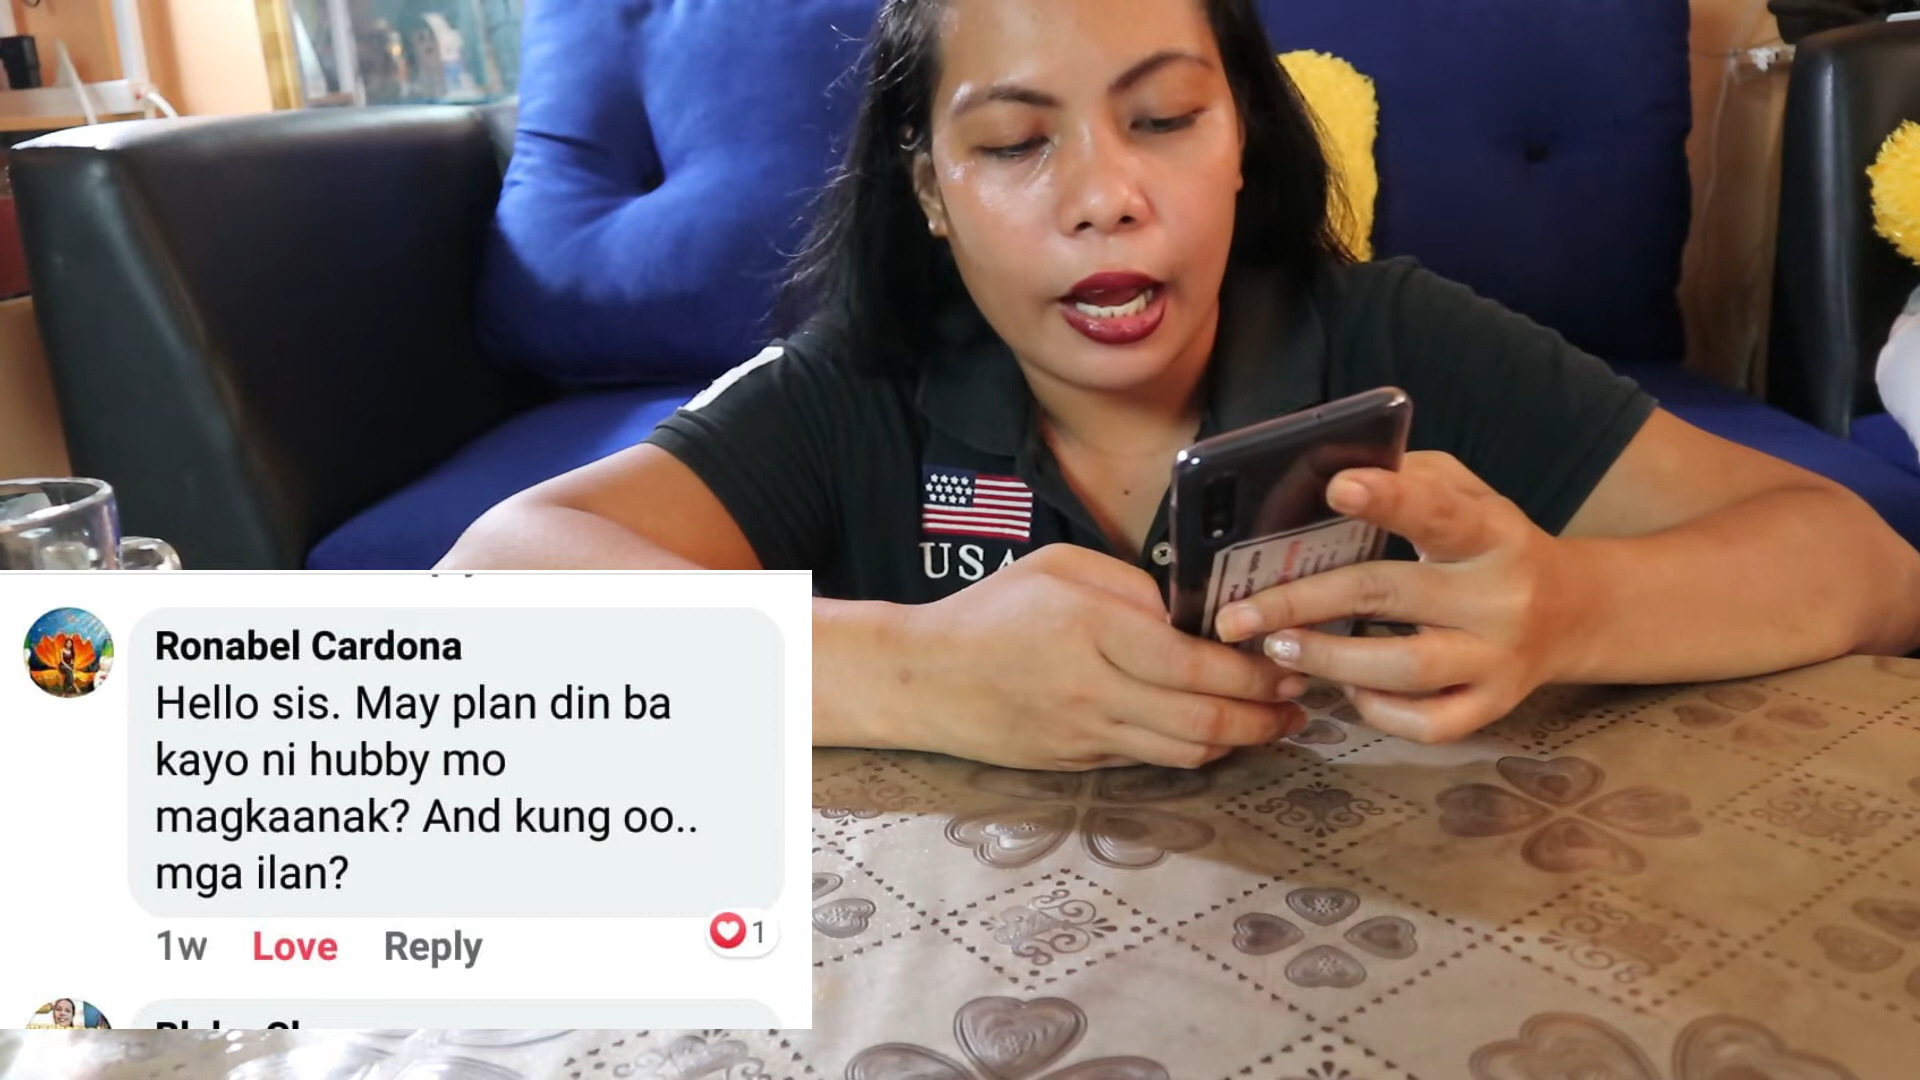 USA
Ronabel Cardona
Hello sis. May plan din ba
kayo ni hubby mo
magkaanak? And kung oo..
mga ilan?
1w Love Reply
1